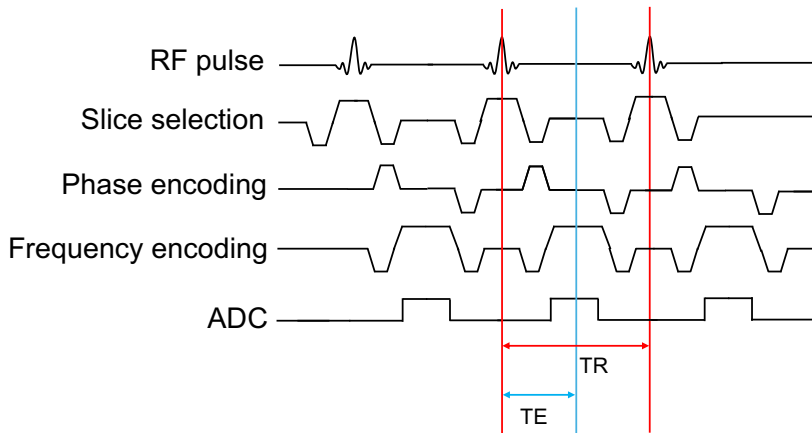 RF pulse
Slice selection
Phase encoding
Frequency encoding
ADC
TR
TE